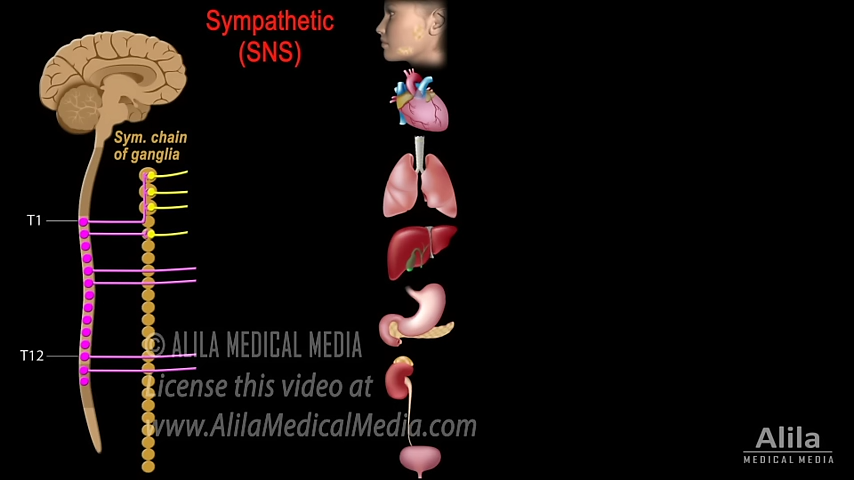 Sympathetic
(SNS)
Sym. chain
of ganglia
T1
T12
© ALILA MEDICAL MEDIA
License this video at
www.AlilaMedicalMedia.com
Alila
MEDICAL MEDIA